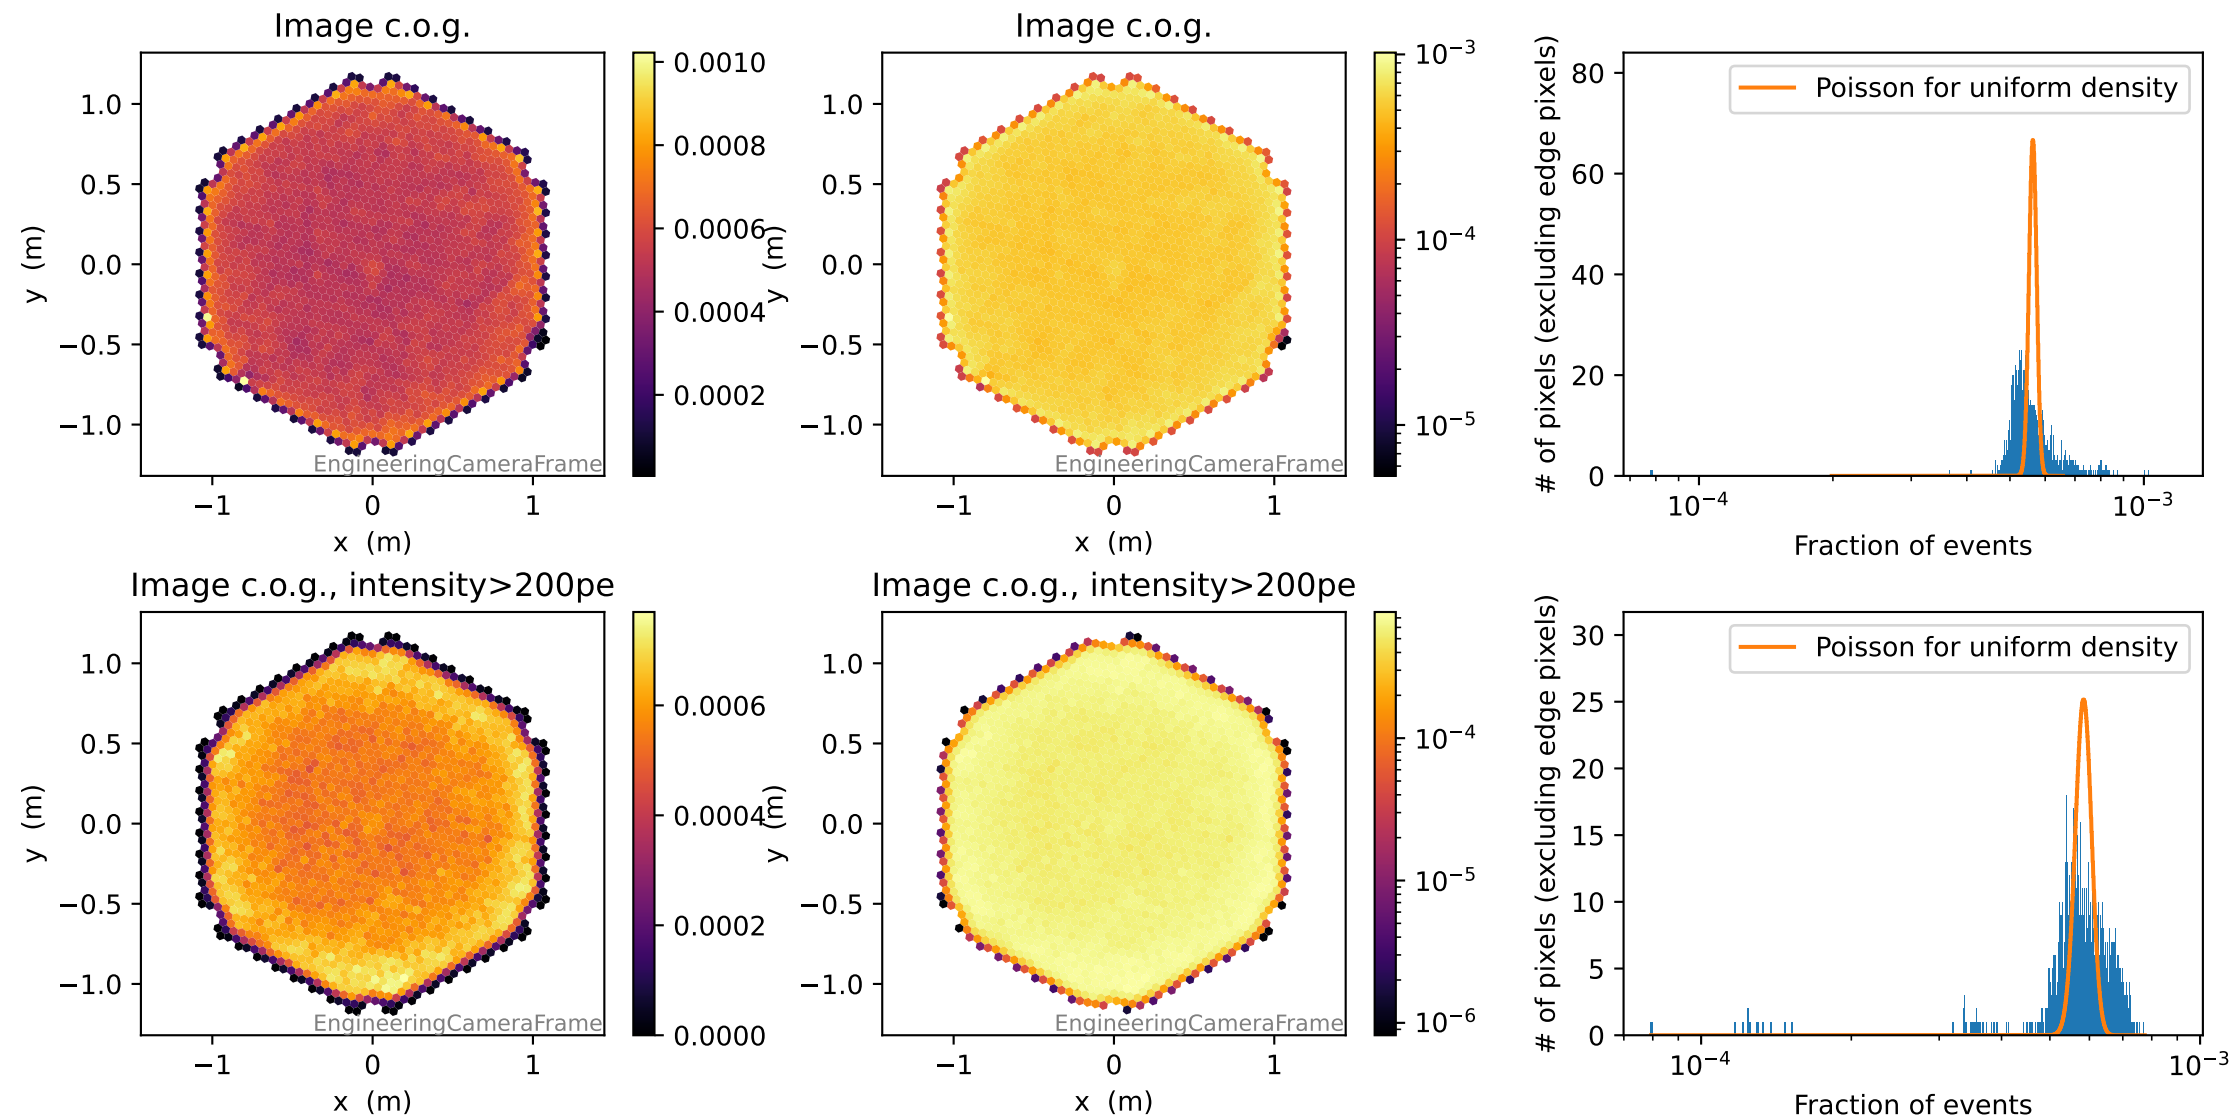 Image c.o.g.
1.0
0.5
0.0
−0.5
−1.0
y (m)
−1
0
1
x (m)
EngineeringCameraFrame
0.0010
0.0008
0.0006
0.0004
0.0002
Image c.o.g.
1.0
0.5
0.0
−0.5
−1.0
y (m)
−1
0
1
x (m)
EngineeringCameraFrame
10⁻³
10⁻⁴
10⁻⁵
Poisson for uniform density
80
60
40
20
0
# of pixels (excluding edge pixels)
10⁻⁴
10⁻³
Fraction of events
Image c.o.g., intensity>200pe
1.0
0.5
0.0
−0.5
−1.0
y (m)
−1
0
1
x (m)
EngineeringCameraFrame
0.0006
0.0004
0.0002
0.0000
Image c.o.g., intensity>200pe
1.0
0.5
0.0
−0.5
−1.0
y (m)
−1
0
1
x (m)
EngineeringCameraFrame
10⁻⁴
10⁻⁵
10⁻⁶
Poisson for uniform density
30
25
20
15
10
5
0
# of pixels (excluding edge pixels)
10⁻⁴
10⁻³
Fraction of events